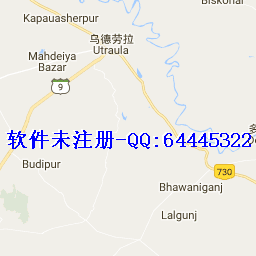 Biskohar
Kapauasherpur
乌德劳拉
Utraula
Mahdeiya
Bazar
9
软件未注册-QQ:64445322
Budipur
730
Bhawaniganj
Lalgunj